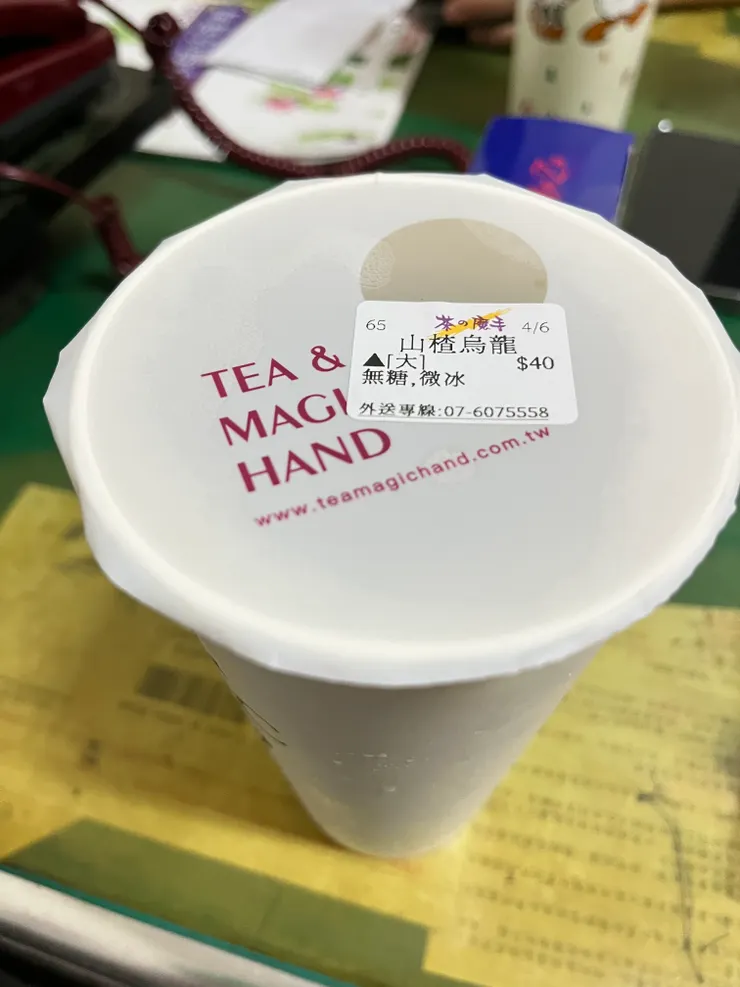 65 茶の魔手 4/6
山楂烏龍
▲[大] $40
無糖,微冰
外送專線:07-6075558
TEA &
MAGI
HAND
www.teamagichand.com.tw